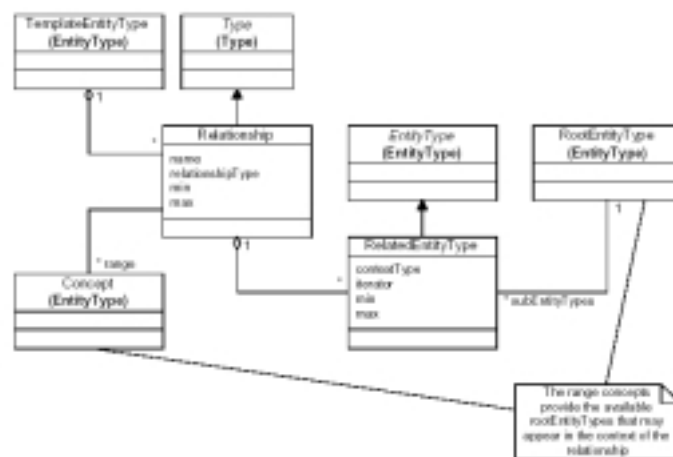 TemplateEntityType
(EntityType)
Type
(Type)
1
*
Relationship
name
relationshipType
min
max
EntityType
(EntityType)
RootEntityType
(EntityType)
1
1
* range
Concept
(EntityType)
*
RelatedEntityType
contextType
iterator
min
max
*subEntityTypes
The range concepts
provide the available
rootEntityTypes that may
appear in the context of the
relationship